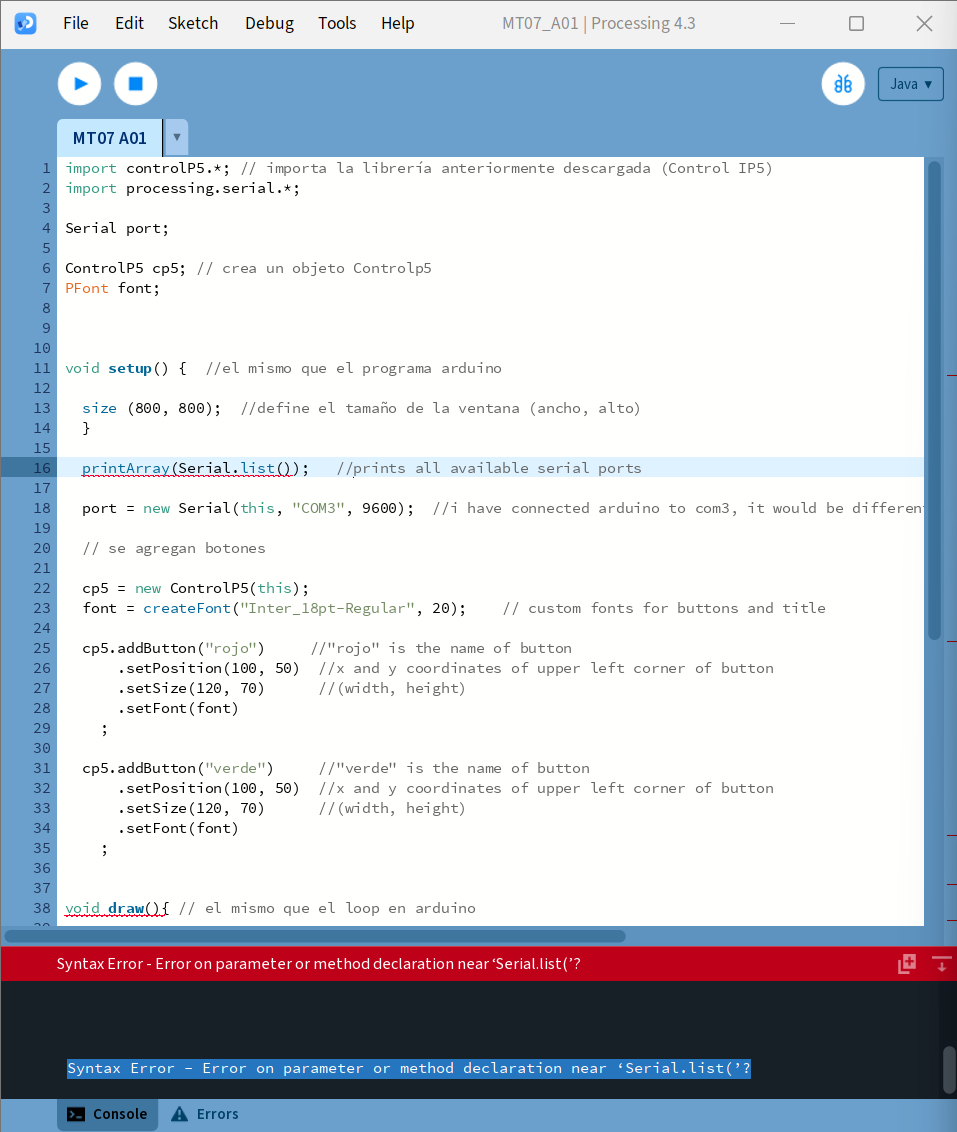 File Edit Sketch Debug Tools Help MT07_A01 | Processing 4.3
Java ▾
MT07 A01 ▾
1 import controlP5.*; // importa la librería anteriormente descargada (Control IP5)
2 import processing.serial.*;
3
4 Serial port;
5
6 ControlP5 cp5; // crea un objeto Controlp5
7 PFont font;
8
9
10
11 void setup() {  //el mismo que el programa arduino
12
13   size (800, 800);  //define el tamaño de la ventana (ancho, alto)
14   }
15
16   printArray(Serial.list());   //prints all available serial ports
17
18   port = new Serial(this, "COM3", 9600);  //i have connected arduino to com3, it would be differen
19
20   // se agregan botones
21
22   cp5 = new ControlP5(this);
23   font = createFont("Inter_18pt-Regular", 20);    // custom fonts for buttons and title
24
25   cp5.addButton("rojo")     //"rojo" is the name of button
26       .setPosition(100, 50)  //x and y coordinates of upper left corner of button
27       .setSize(120, 70)      //(width, height)
28       .setFont(font)
29     ;
30
31   cp5.addButton("verde")     //"verde" is the name of button
32       .setPosition(100, 50)  //x and y coordinates of upper left corner of button
33       .setSize(120, 70)      //(width, height)
34       .setFont(font)
35     ;
36
37
38 void draw(){ // el mismo que el loop en arduino
Syntax Error - Error on parameter or method declaration near ‘Serial.list(’?
Syntax Error - Error on parameter or method declaration near ‘Serial.list(’?
Console Errors